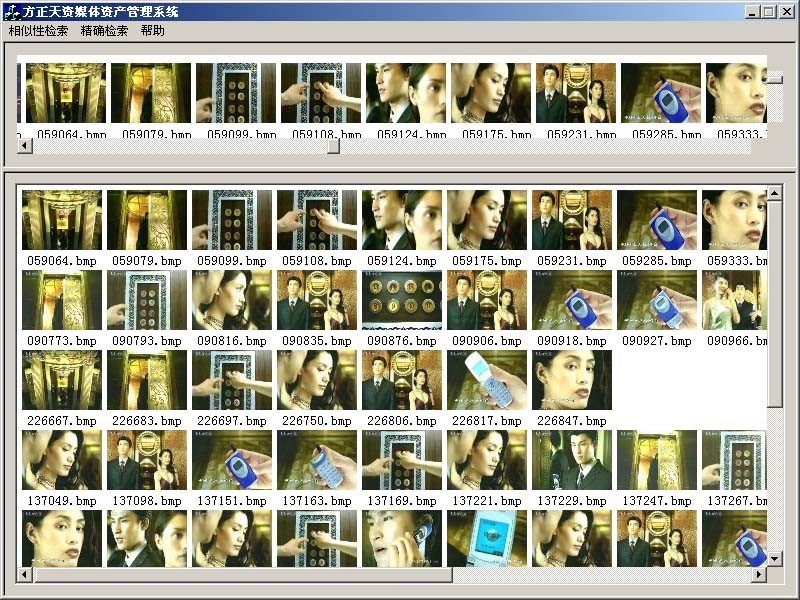 方正天资媒体资产管理系统
相似性检索 精确检索 帮助
059064.bmp 059079.bmp 059099.bmp 059108.bmp 059124.bmp 059175.bmp 059231.bmp 059285.bmp 059333.b
059064.bmp 059079.bmp 059099.bmp 059108.bmp 059124.bmp 059175.bmp 059231.bmp 059285.bmp 059333.bm
090773.bmp 090793.bmp 090816.bmp 090835.bmp 090876.bmp 090906.bmp 090918.bmp 090927.bmp 090966.bm
226667.bmp 226683.bmp 226697.bmp 226750.bmp 226806.bmp 226817.bmp 226847.bmp
137049.bmp 137098.bmp 137151.bmp 137163.bmp 137169.bmp 137221.bmp 137229.bmp 137247.bmp 137267.bm